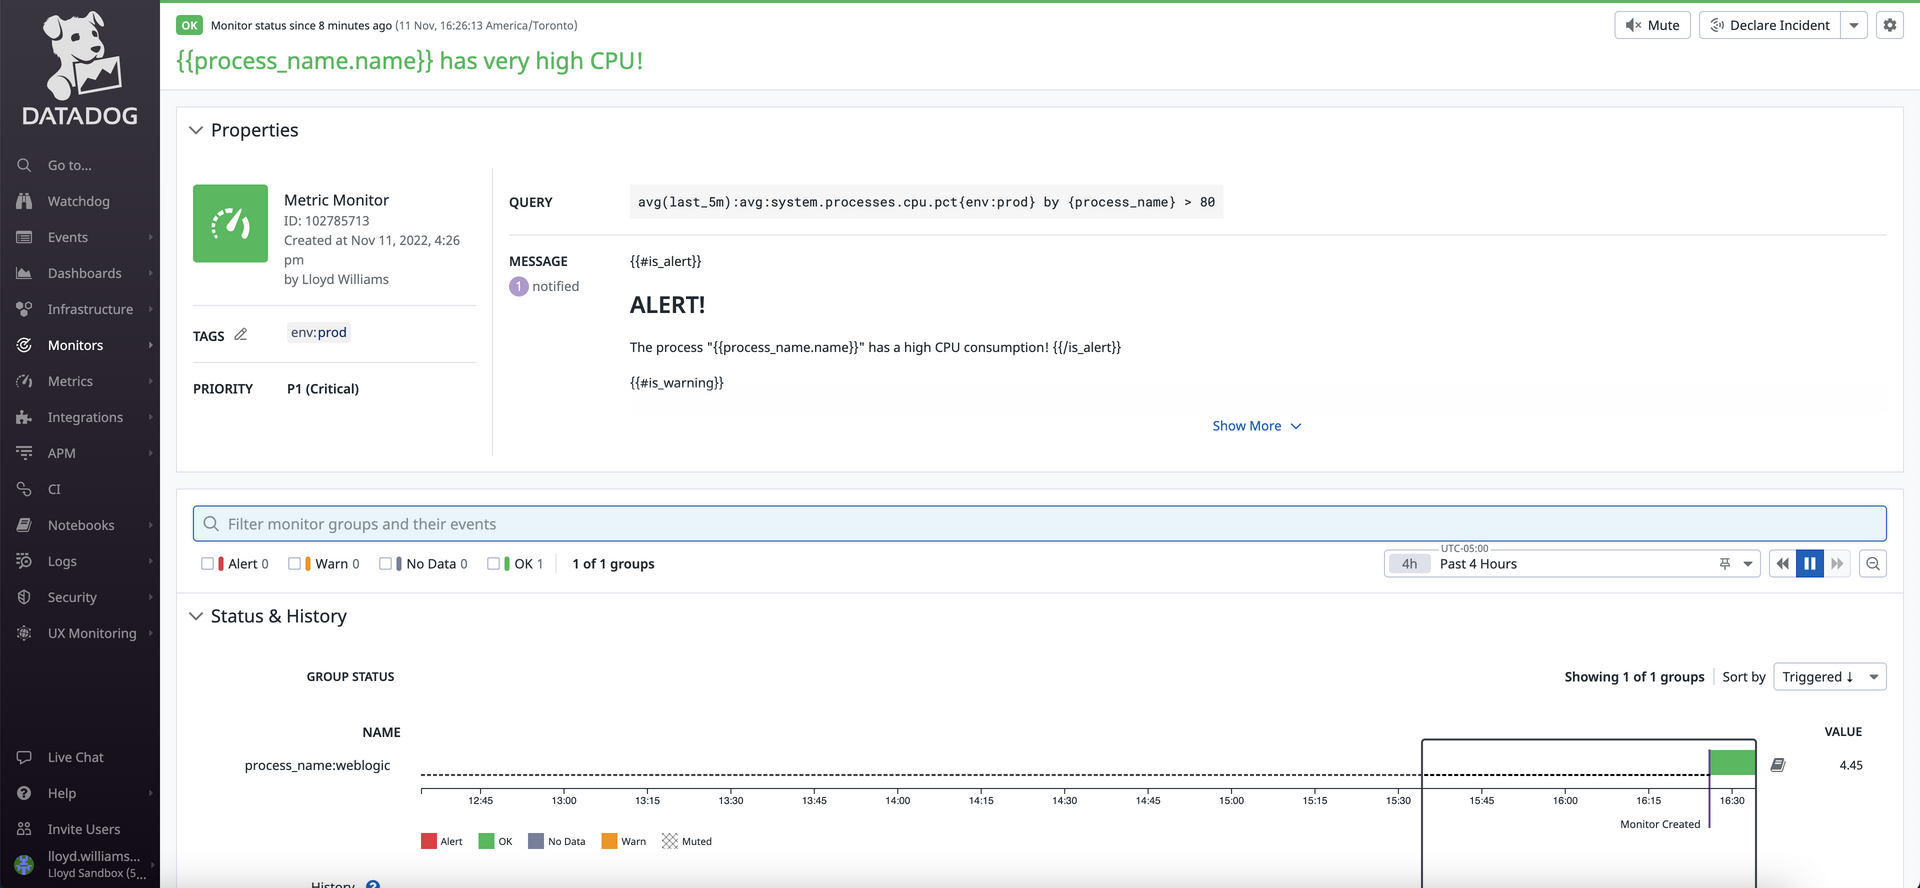 DATADOG
Go to...
Watchdog
Events
Dashboards
Infrastructure
Monitors
Metrics
Integrations
APM
CI
Notebooks
Logs
Security
UX Monitoring
Live Chat
Help
Invite Users
lloyd.williams...
Lloyd Sandbox (5...
OK Monitor status since 8 minutes ago (11 Nov, 16:26:13 America/Toronto)
Mute Declare Incident
{{process_name.name}} has very high CPU!
Properties
Metric Monitor
ID: 102785713
Created at Nov 11, 2022, 4:26
pm
by Lloyd Williams
TAGS env:prod
PRIORITY P1 (Critical)
QUERY avg(last_5m):avg:system.processes.cpu.pct{env:prod} by {process_name} > 80
MESSAGE {{#is_alert}}
1 notified
ALERT!
The process "{{process_name.name}}" has a high CPU consumption! {{/is_alert}}
{{#is_warning}}
Show More
Filter monitor groups and their events
Alert 0 Warn 0 No Data 0 OK 1 1 of 1 groups
UTC-05:00
4h Past 4 Hours
Status & History
GROUP STATUS Showing 1 of 1 groups Sort by Triggered ↓
NAME VALUE
process_name:weblogic 4.45
12:45 13:00 13:15 13:30 13:45 14:00 14:15 14:30 14:45 15:00 15:15 15:30 15:45 16:00 16:15 16:30
Monitor Created
Alert OK No Data Warn Muted
History ?